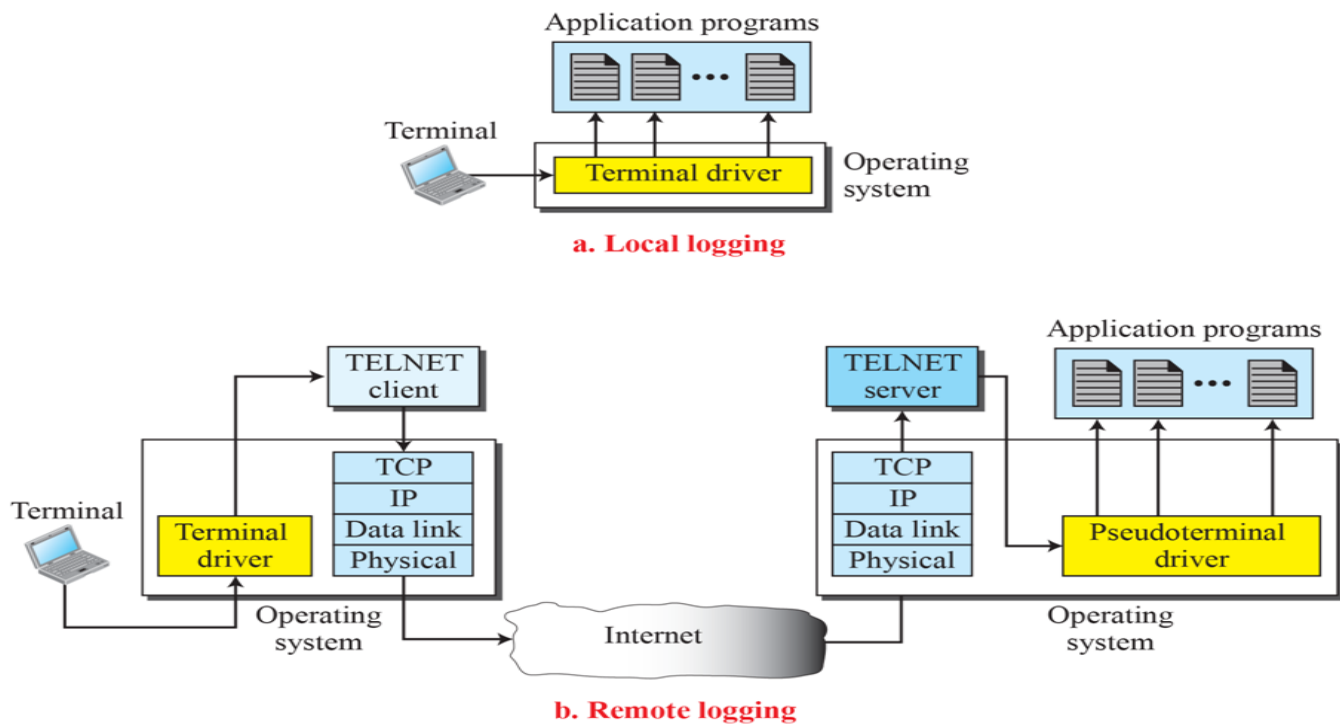 Application programs
Terminal
Terminal driver
Operating
system
a. Local logging
TELNET
client
TELNET
server
Application programs
TCP
IP
Data link
Physical
Terminal
Terminal
driver
Operating
system
Internet
TCP
IP
Data link
Physical
Pseudoterminal
driver
Operating
system
b. Remote logging